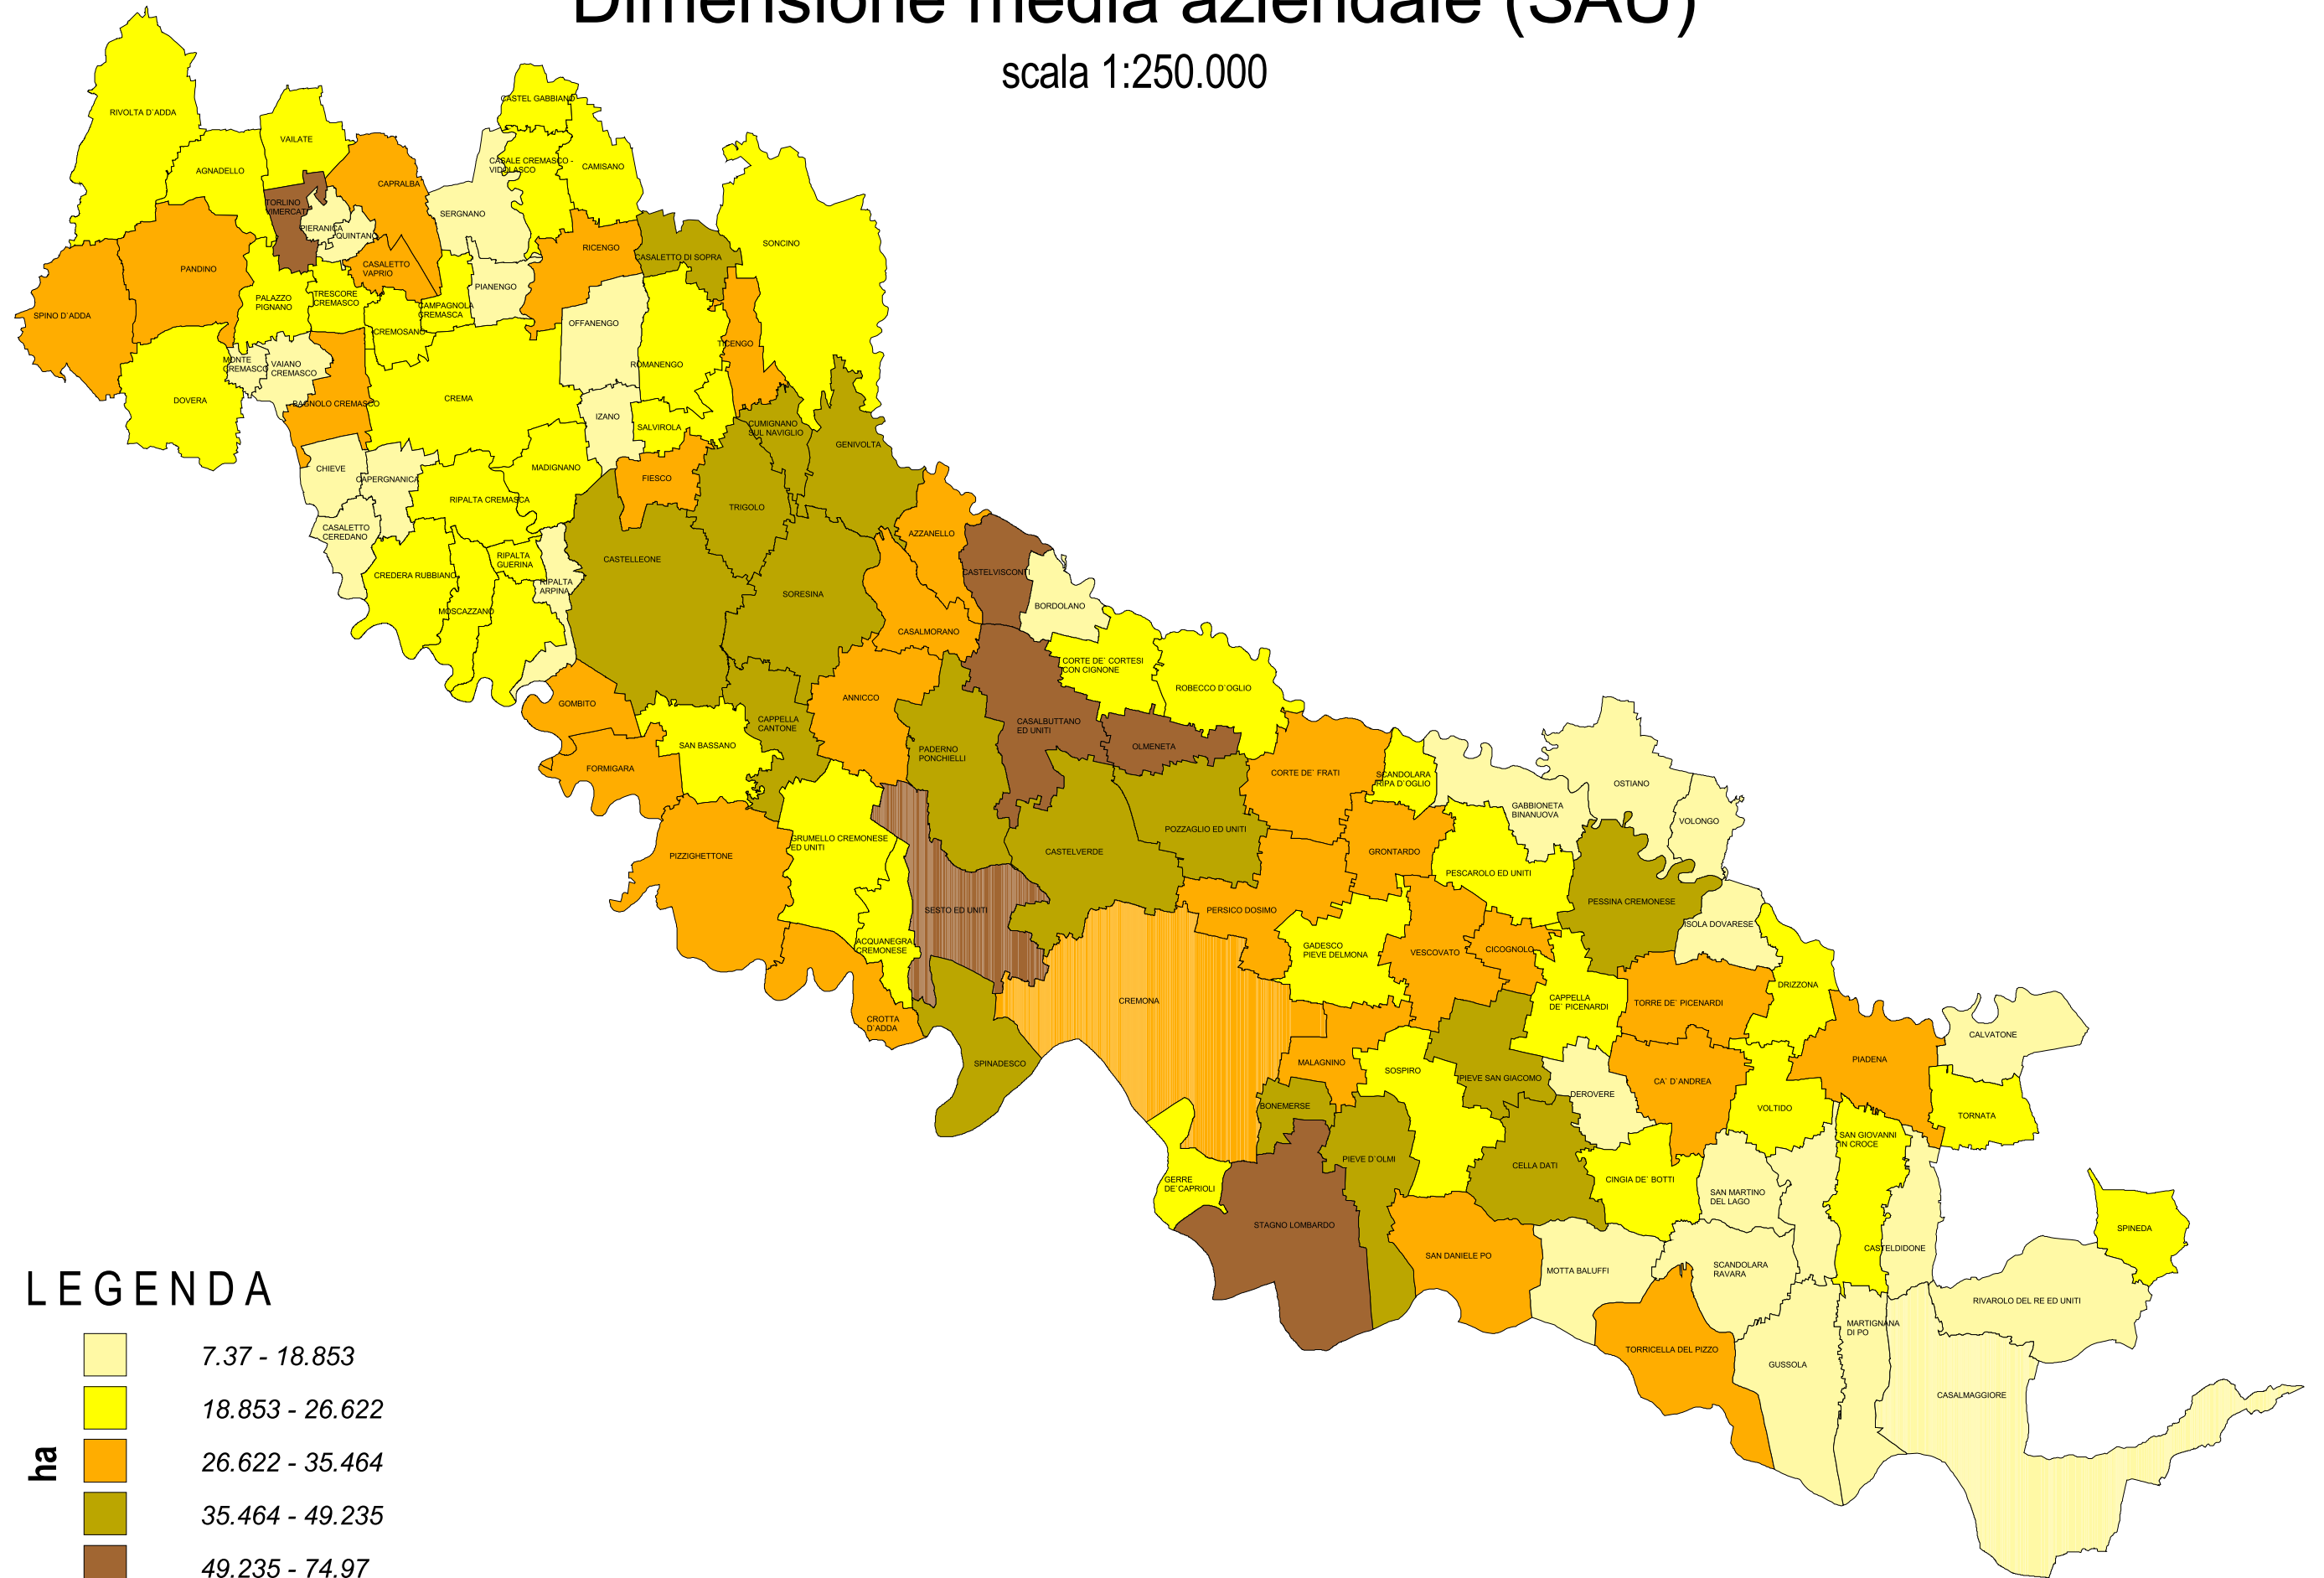 Dimensione media aziendale (SAU)
scala 1:250.000
RIVOLTA D'ADDA
CASTEL GABBIANO
VAILATE
AGNADELLO
CASALE CREMASCO -
VIDOLASCO
CAMISANO
CAPRALBA
TORLINO
VIMERCATI
SERGNANO
PIERANICA
QUINTANO
RICENGO
SONCINO
CASALETTO DI SOPRA
PANDINO
CASALETTO
VAPRIO
PIANENGO
PALAZZO
PIGNANO
TRESCORE
CREMASCO
CAMPAGNOLA
CREMASCA
SPINO D'ADDA
OFFANENGO
CREMOSANO
TICENGO
MONTE
CREMASCO
VAIANO
CREMASCO
ROMANENGO
DOVERA
BAGNOLO CREMASCO
CREMA
IZANO
SALVIROLA
CUMIGNANO
SUL NAVIGLIO
GENIVOLTA
CHIEVE
CAPERGNANICA
MADIGNANO
FIESCO
RIPALTA CREMASCA
TRIGOLO
CASALETTO
CEREDANO
AZZANELLO
RIPALTA
GUERINA
CASTELLEONE
CREDERA RUBBIANO
CASTELVISCONTI
RIPALTA
ARPINA
SORESINA
MOSCAZZANO
BORDOLANO
CASALMORANO
CORTE DE' CORTESI
CON CIGNONE
ROBECCO D'OGLIO
GOMBITO
ANNICCO
CAPPELLA
CANTONE
CASALBUTTANO
ED UNITI
SAN BASSANO
PADERNO
PONCHIELLI
OLMENETA
FORMIGARA
CORTE DE' FRATI
SCANDOLARA
RIPA D'OGLIO
OSTIANO
GABBIONETA
BINANUOVA
VOLONGO
POZZAGLIO ED UNITI
GRUMELLO CREMONESE
ED UNITI
PIZZIGHETTONE
CASTELVERDE
GRONTARDO
PESCAROLO ED UNITI
PESSINA CREMONESE
SESTO ED UNITI
PERSICO DOSIMO
ISOLA DOVARESE
ACQUANEGRA
CREMONESE
GADESCO
PIEVE DELMONA
VESCOVATO
CICOGNOLO
DRIZZONA
CREMONA
CAPPELLA
DE' PICENARDI
TORRE DE' PICENARDI
CROTTA
D'ADDA
CALVATONE
SPINADESCO
MALAGNINO
SOSPIRO
PIEVE SAN GIACOMO
CA' D'ANDREA
PIADENA
DEROVERE
BONEMERSE
VOLTIDO
TORNATA
SAN GIOVANNI
IN CROCE
PIEVE D'OLMI
CELLA DATI
CINGIA DE' BOTTI
GERRE
DE'CAPRIOLI
SAN MARTINO
DEL LAGO
STAGNO LOMBARDO
SPINEDA
CASTELDIDONE
SAN DANIELE PO
MOTTA BALUFFI
SCANDOLARA
RAVARA
RIVAROLO DEL RE ED UNITI
MARTIGNANA
DI PO
TORRICELLA DEL PIZZO
GUSSOLA
CASALMAGGIORE
LEGENDA
ha
7.37 - 18.853
18.853 - 26.622
26.622 - 35.464
35.464 - 49.235
49.235 - 74.97